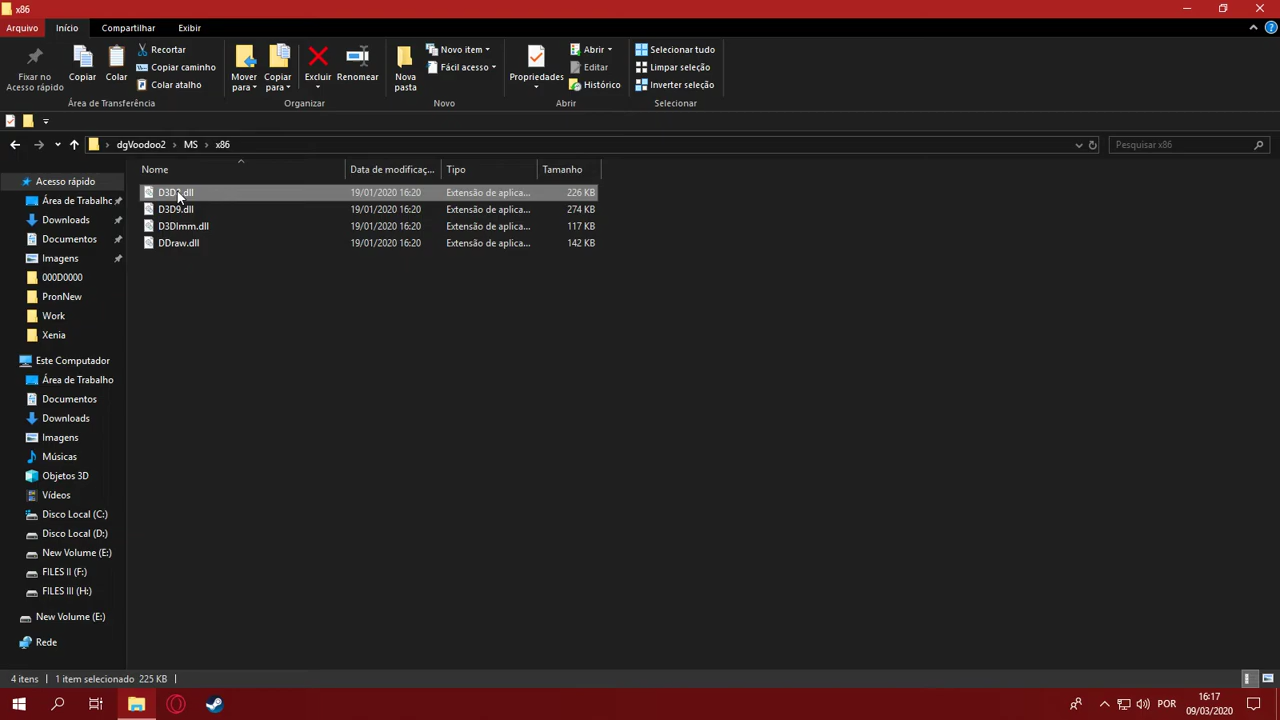 x86
Arquivo Início Compartilhar Exibir
Fixar no Acesso rápido
Copiar
Colar
Recortar
Copiar caminho
Colar atalho
Área de Transferência
Mover para
Copiar para
Excluir
Renomear
Organizar
Nova pasta
Novo item
Fácil acesso
Novo
Propriedades
Abrir
Editar
Histórico
Abrir
Selecionar tudo
Limpar seleção
Inverter seleção
Selecionar
dgVoodoo2 MS x86
Pesquisar x86
Nome Data de modificaç... Tipo Tamanho
19/01/2020 16:20 Extensão de aplica... 226 KB
D3D9.dll 19/01/2020 16:20 Extensão de aplica... 274 KB
D3DImm.dll 19/01/2020 16:20 Extensão de aplica... 117 KB
DDraw.dll 19/01/2020 16:20 Extensão de aplica... 142 KB
Acesso rápido
Área de Trabalho
Downloads
Documentos
Imagens
000D0000
PronNew
Work
Xenia
Este Computador
Área de Trabalho
Documentos
Downloads
Imagens
Músicas
Objetos 3D
Vídeos
Disco Local (C:)
Disco Local (D:)
New Volume (E:)
FILES II (F:)
FILES III (H:)
New Volume (E:)
Rede
4 itens 1 item selecionado 225 KB
POR
16:17
09/03/2020